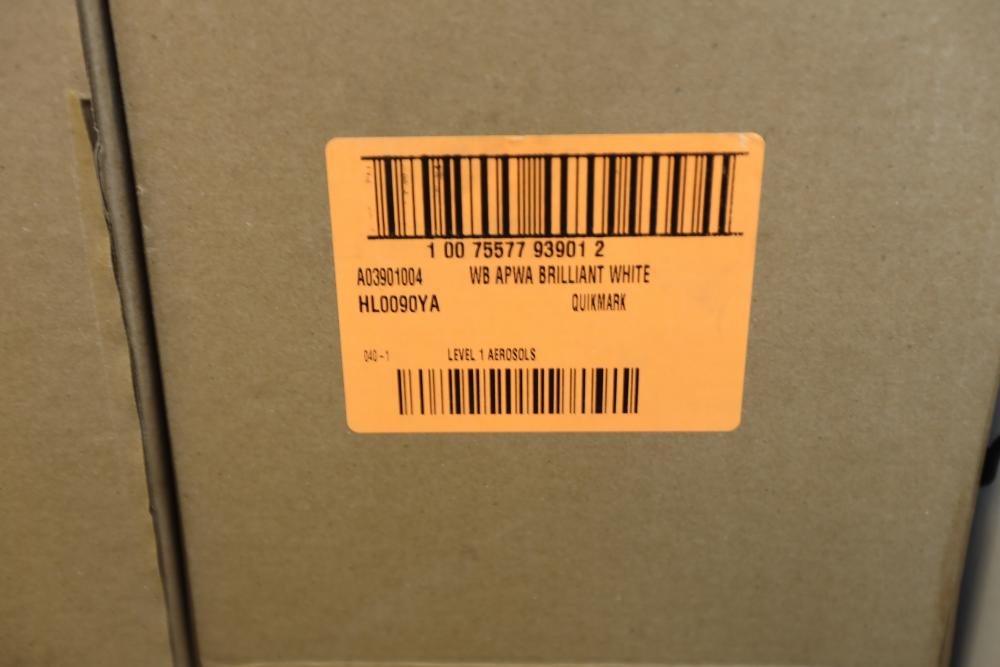 1 00 75577 93901 2
A03901004 WB APWA BRILLIANT WHITE
HL0090YA QUIKMARK
040-1 LEVEL 1 AEROSOLS